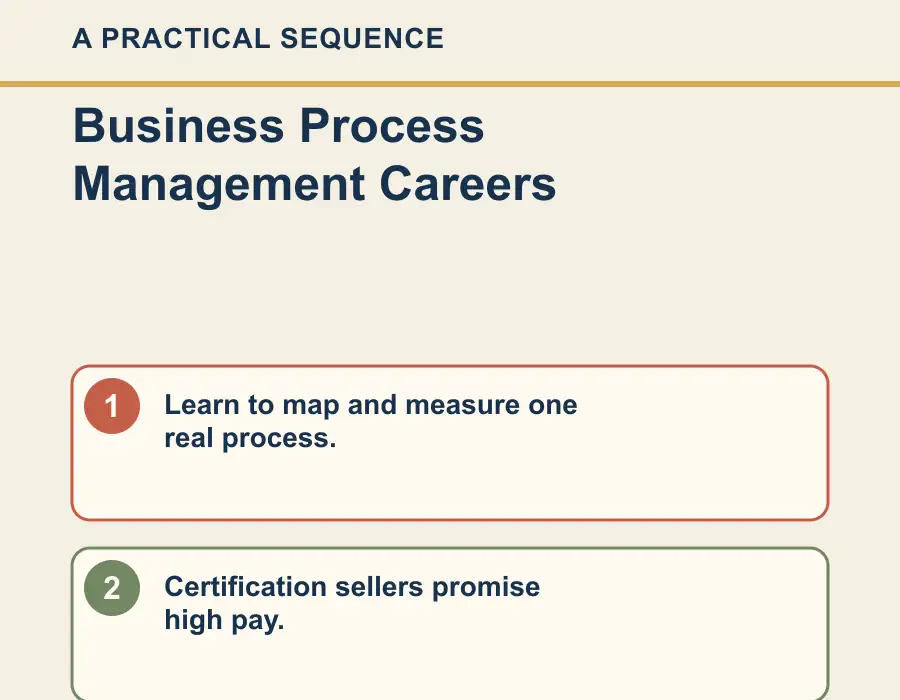 A PRACTICAL SEQUENCE
Business Process
Management Careers
1
Learn to map and measure one
real process.
2
Certification sellers promise
high pay.